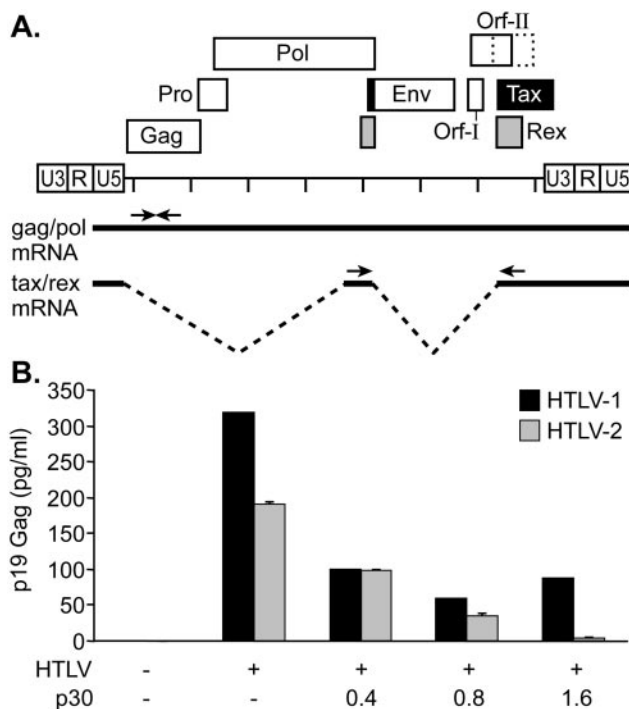 A.
Orf-II
Pol
Pro
Env
Tax
Gag
Orf-I
Rex
U3 R U5
U3 R U5
gag/pol
mRNA
tax/rex
mRNA
B.
350
300
250
200
150
100
50
0
p19 Gag (pg/ml)
HTLV-1
HTLV-2
HTLV - + + + +
p30 - - 0.4 0.8 1.6